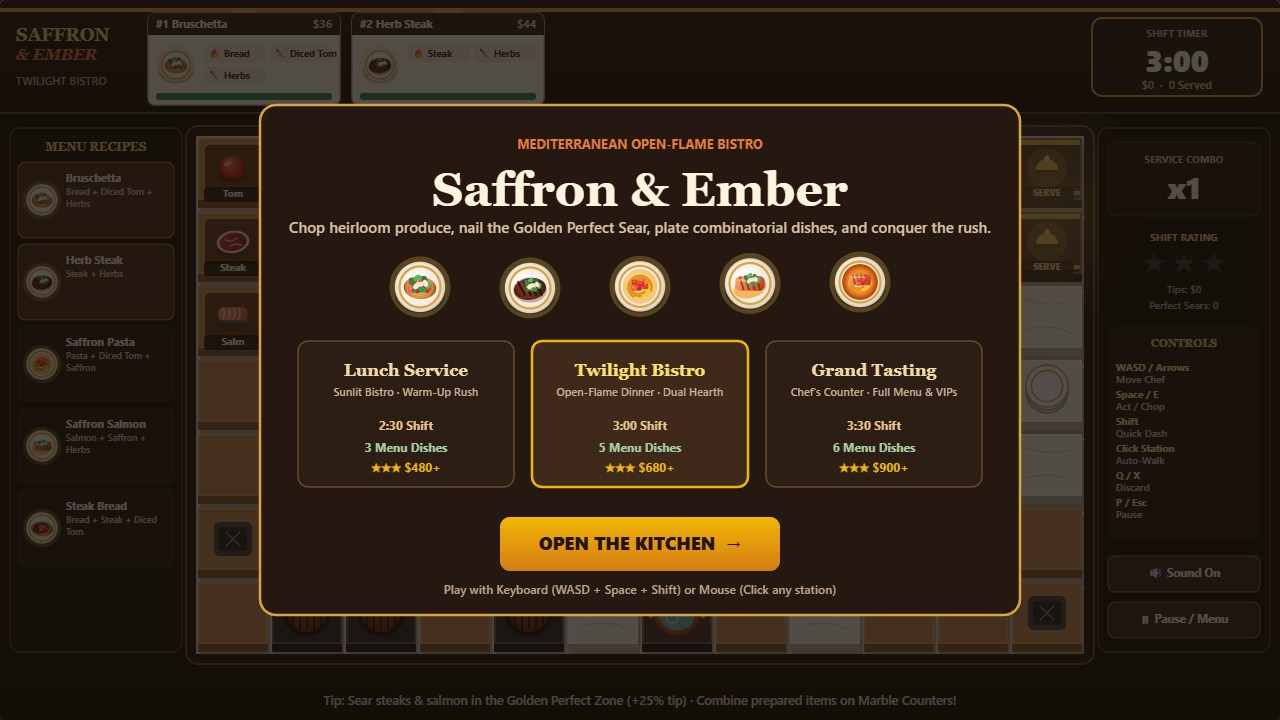 SAFFRON
& EMBER
TWILIGHT BISTRO
#1 Bruschetta $36
Bread
Diced Tom
Herbs
#2 Herb Steak $44
Steak
Herbs
SHIFT TIMER
3:00
$0 · 0 Served
MENU RECIPES
Bruschetta
Bread + Diced Tom +
Herbs
Herb Steak
Steak + Herbs
Saffron Pasta
Pasta + Diced Tom +
Saffron
Saffron Salmon
Salmon + Saffron +
Herbs
Steak Bread
Bread + Steak + Diced
Tom
Tom
Steak
Salm
MEDITERRANEAN OPEN-FLAME BISTRO
Saffron & Ember
Chop heirloom produce, nail the Golden Perfect Sear, plate combinatorial dishes, and conquer the rush.
Lunch Service
Sunlit Bistro · Warm-Up Rush
2:30 Shift
3 Menu Dishes
★★★ $480+
Twilight Bistro
Open-Flame Dinner · Dual Hearth
3:00 Shift
5 Menu Dishes
★★★ $680+
Grand Tasting
Chef's Counter · Full Menu & VIPs
3:30 Shift
6 Menu Dishes
★★★ $900+
OPEN THE KITCHEN →
Play with Keyboard (WASD + Space + Shift) or Mouse (Click any station)
SERVE
SERVE
SERVICE COMBO
x1
SHIFT RATING
★ ★ ★
Tips: $0
Perfect Sears: 0
CONTROLS
WASD / Arrows
Move Chef
Space / E
Act / Chop
Shift
Quick Dash
Click Station
Auto-Walk
Q / X
Discard
P / Esc
Pause
Sound On
Pause / Menu
Tip: Sear steaks & salmon in the Golden Perfect Zone (+25% tip) · Combine prepared items on Marble Counters!